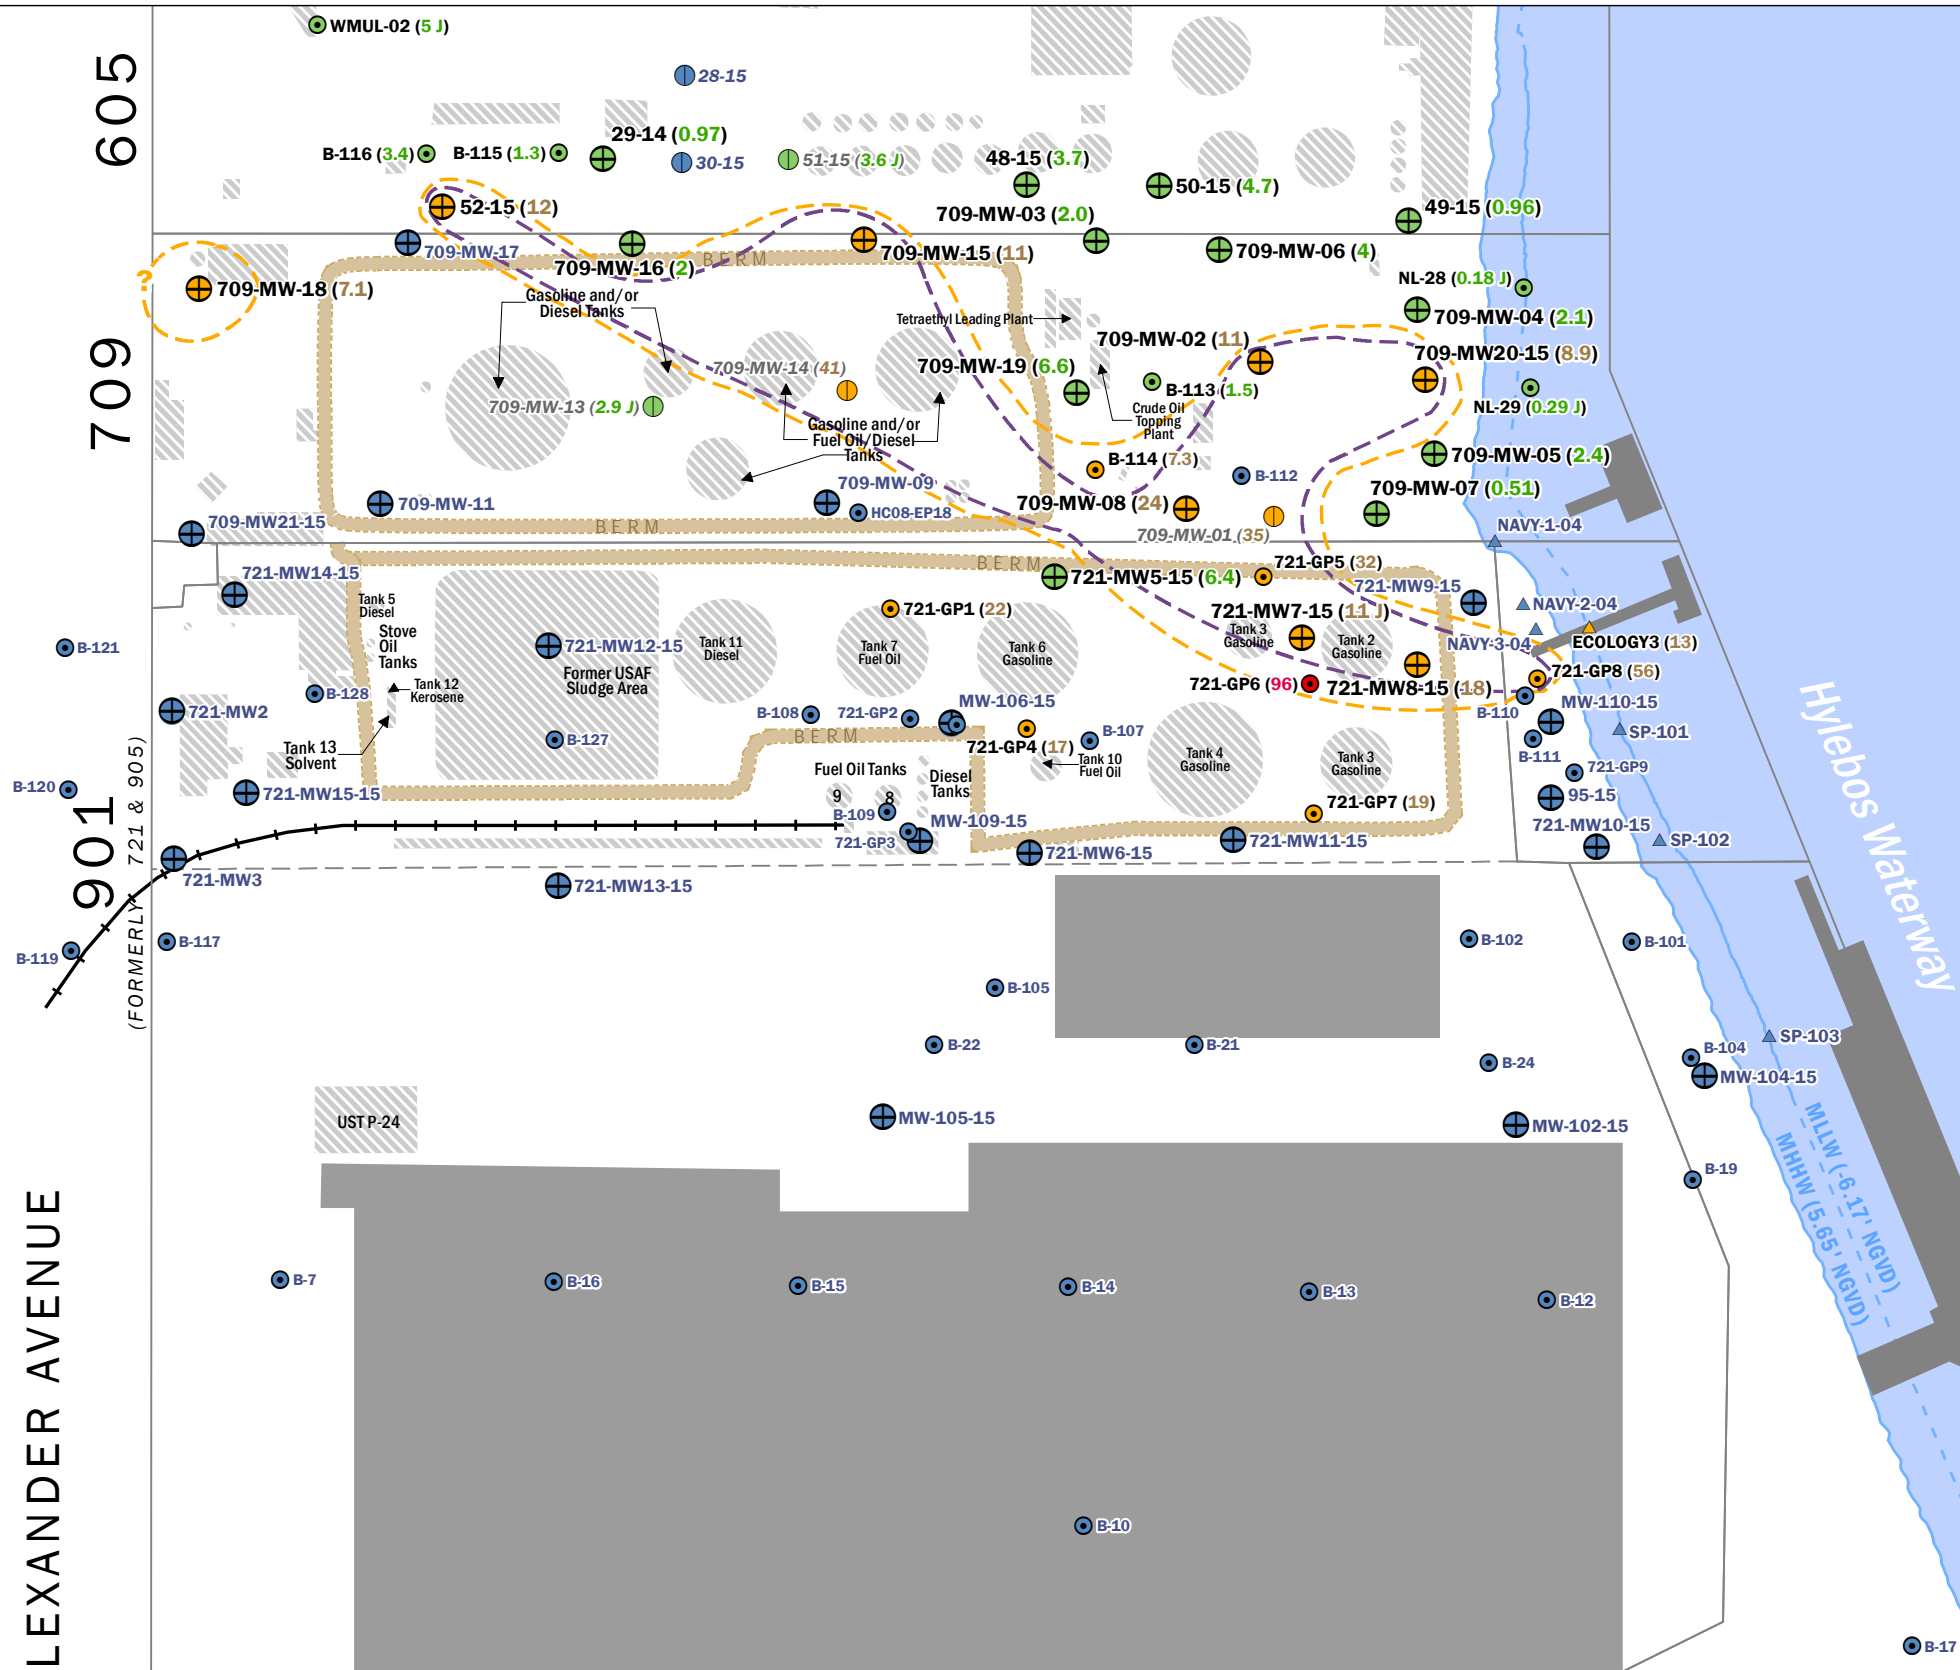 WMUL-02 (5 J)
605
28-15
29-14 (0.97)
B-116 (3.4)
B-115 (1.3)
30-15
51-15 (3.6 J)
48-15 (3.7)
50-15 (4.7)
52-15 (12)
709-MW-03 (2.0)
49-15 (0.96)
709-MW-17
709-MW-16 (2)
BERM
709-MW-15 (11)
709-MW-06 (4)
?
709-MW-18 (7.1)
NL-28 (0.18 J)
Gasoline and/or
Diesel Tanks
Tetraethyl Leading Plant
709-MW-04 (2.1)
709
709-MW-02 (11)
709-MW20-15 (8.9)
709-MW-14 (41)
709-MW-19 (6.6)
B-113 (1.5)
709-MW-13 (2.9 J)
Crude Oil
Topping
Plant
NL-29 (0.29 J)
Gasoline and/or
Fuel Oil/Diesel
Tanks
B-114 (7.3)
709-MW-05 (2.4)
B-112
709-MW-09
709-MW-07 (0.51)
709-MW-11
HC08-EP18
709-MW-08 (24)
709-MW21-15
BERM
709-MW-01 (35)
NAVY-1-04
BERM
721-GP5 (32)
721-MW14-15
721-MW5-15 (6.4)
721-MW9-15
Tank 5
Diesel
721-GP1 (22)
721-MW7-15 (11 J)
NAVY-2-04
Stove
Oil
Tanks
B-121
721-MW12-15
Tank 11
Diesel
Tank 7
Fuel Oil
Tank 6
Gasoline
Tank 3
Gasoline
Tank 2
Gasoline
NAVY-3-04
ECOLOGY3 (13)
Former USAF
Sludge Area
721-GP8 (56)
B-128
Tank 12
Kerosene
721-GP6 (96)
721-MW8-15 (18)
721-MW2
B-108
721-GP2
MW-106-15
B-110
MW-110-15
Hylebos Waterway
B-127
BERM
721-GP4 (17)
B-107
SP-101
Tank 13
Solvent
B-111
Tank 10
Fuel Oil
Tank 4
Gasoline
Tank 3
Gasoline
Fuel Oil Tanks
9
8
Diesel
Tanks
721-GP9
B-120
721-MW15-15
721-GP7 (19)
95-15
B-109
MW-109-15
721-MW10-15
901
(FORMERLY 721 & 905)
721-GP3
721-MW6-15
721-MW11-15
SP-102
721-MW3
721-MW13-15
B-119
B-117
B-102
B-101
B-105
B-22
B-21
B-24
B-104
SP-103
MW-104-15
UST P-24
MW-105-15
MW-102-15
MLLW (-6.17' NGVD)
MHHW (5.65' NGVD)
B-19
LEXANDER AVENUE
B-7
B-16
B-15
B-14
B-13
B-12
B-10
B-17